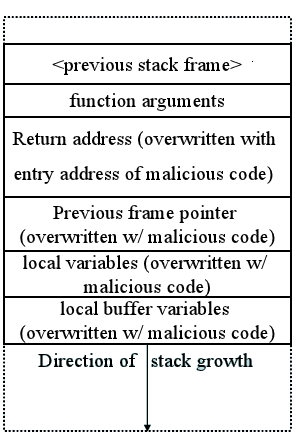 <previous stack frame>
function arguments
Return address (overwritten with
entry address of malicious code)
Previous frame pointer
(overwritten w/ malicious code)
local variables (overwritten w/
malicious code)
local buffer variables
(overwritten w/ malicious code)
Direction of stack growth